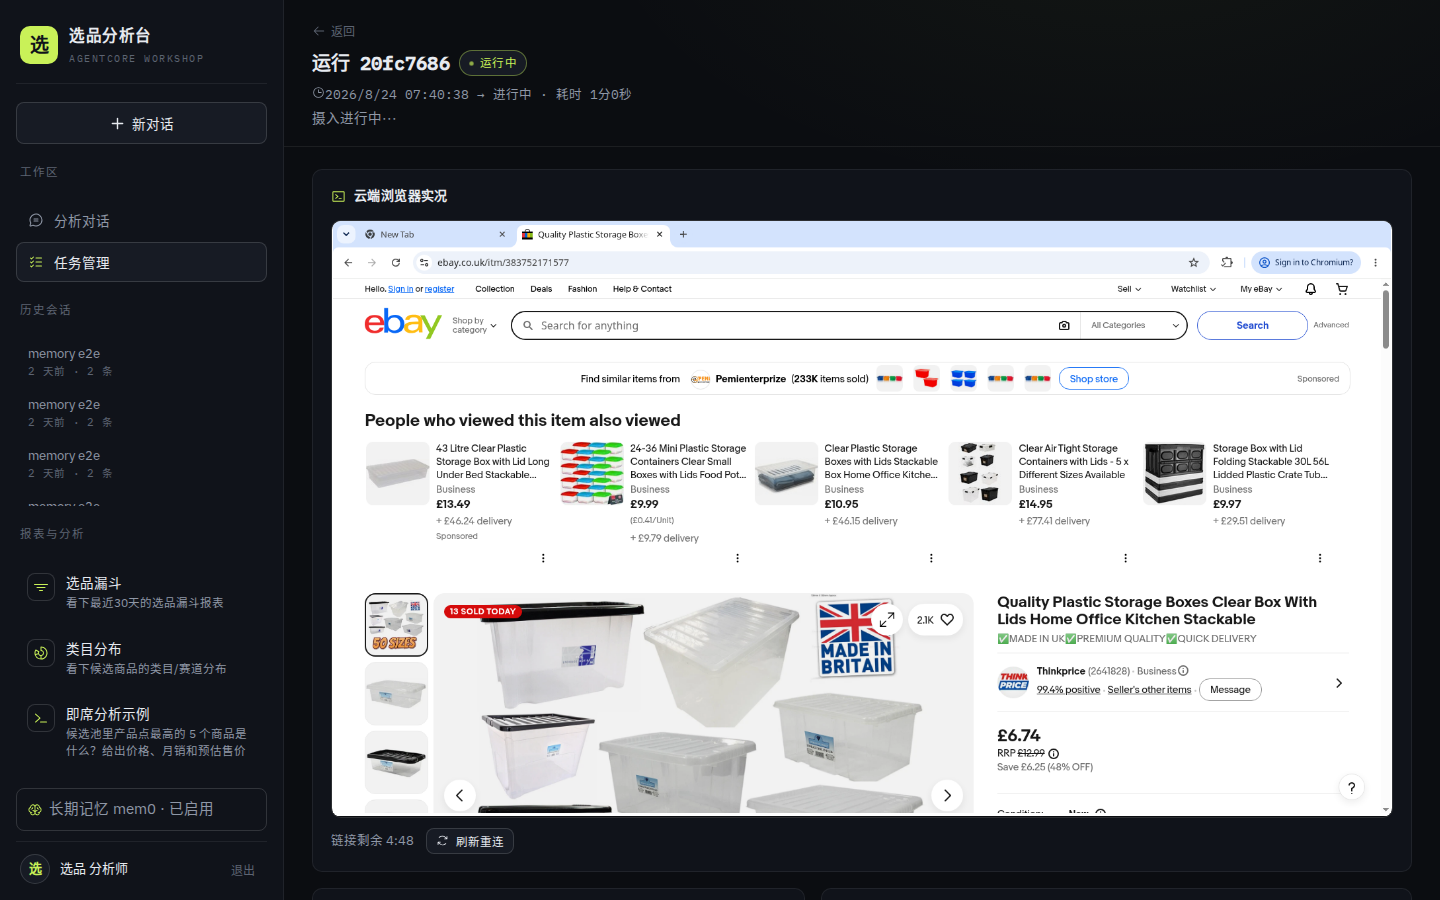 选
选品分析台
AGENTCORE WORKSHOP
新对话
工作区
分析对话
任务管理
历史会话
memory e2e
2 天前 · 2 条
memory e2e
2 天前 · 2 条
memory e2e
2 天前 · 2 条
报表与分析
选品漏斗
看下最近30天的选品漏斗报表
类目分布
看下候选商品的类目/赛道分布
即席分析示例
候选池里产品点最高的 5 个商品是
什么？给出价格、月销和预估售价
长期记忆 mem0 · 已启用
选
选品 分析师
退出
← 返回
运行 20fc7686
运行中
2026/8/24 07:40:38 → 进行中 · 耗时 1分0秒
摄入进行中···
云端浏览器实况
New Tab
Quality Plastic Storage Boxe
ebay.co.uk/itm/383752171577
Sign in to Chromium?
Hello. Sign in or register
Collection
Deals
Fashion
Help & Contact
Sell
Watchlist
My eBay
ebay
Shop by
category
Search for anything
All Categories
Search
Advanced
Find similar items from
Pemienterprize (233K items sold)
Shop store
Sponsored
People who viewed this item also viewed
43 Litre Clear Plastic
Storage Box with Lid Long
Under Bed Stackable...
Business
£13.49
+ £46.24 delivery
Sponsored
24-36 Mini Plastic Storage
Containers Clear Small
Boxes with Lids Food Pot...
Business
£9.99
(£0.41/Unit)
+ £9.79 delivery
Clear Plastic Storage
Boxes with Lids Stackable
Box Home Office Kitche...
Business
£10.95
+ £46.15 delivery
Clear Air Tight Storage
Containers with Lids - 5 x
Different Sizes Available
Business
£14.95
+ £77.41 delivery
Storage Box with Lid
Folding Stackable 30L 56L
Lidded Plastic Crate Tub...
Business
£9.97
+ £29.51 delivery
50 SIZES
13 SOLD TODAY
MADE IN
BRITAIN
2.1K
Quality Plastic Storage Boxes Clear Box With
Lids Home Office Kitchen Stackable
✅MADE IN UK✅PREMIUM QUALITY✅QUICK DELIVERY
THINK
PRICE
Thinkprice (2641828) · Business
99.4% positive · Seller's other items ·
Message
£6.74
RRP £12.99
Save £6.25 (48% OFF)
?
链接剩余 4:48
刷新重连